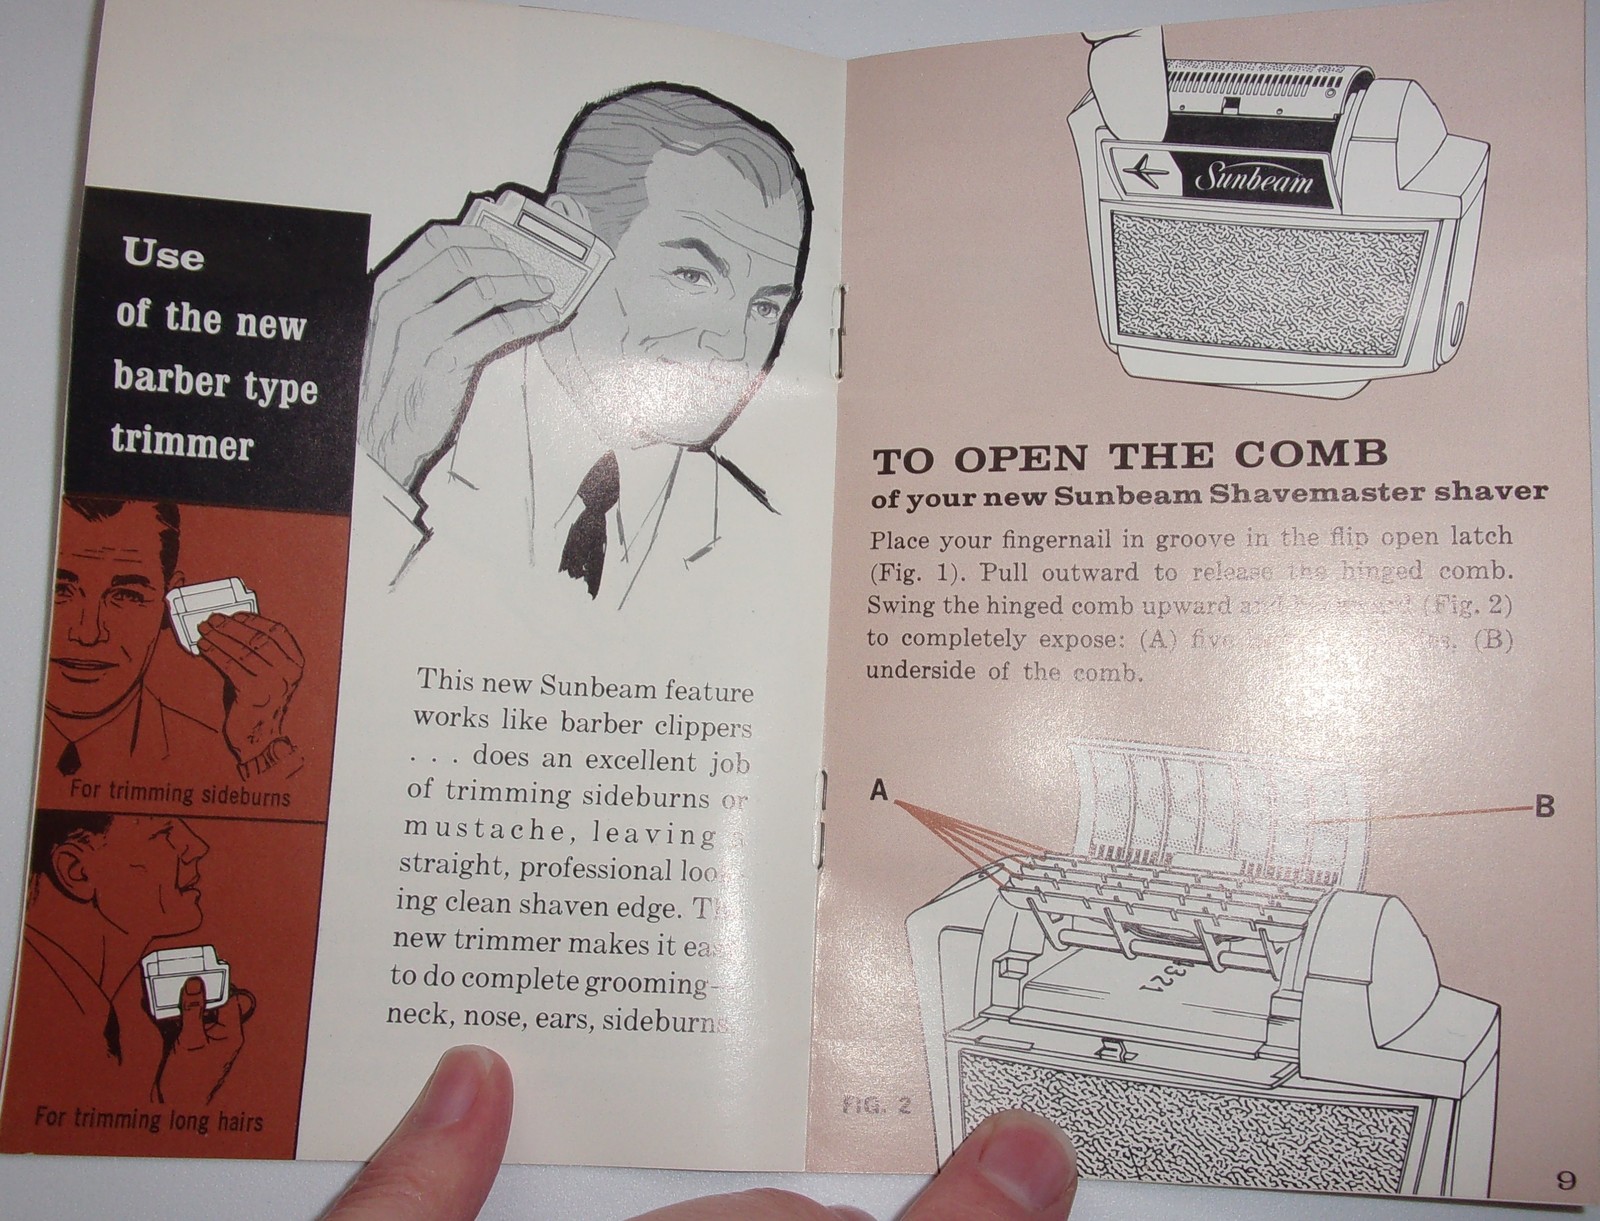 Use
of the new
barber type
trimmer
For trimming sideburns
For trimming long hairs
This new Sunbeam feature
works like barber clippers
. . . does an excellent job
of trimming sideburns or
mustache, leaving
straight, professional
ing clean shaven edge.
new trimmer makes it
to do complete grooming—
neck, nose, ears, sideburns
Sunbeam
TO OPEN THE COMB
of your new Sunbeam Shavemaster shaver
Place your fingernail in groove in the flip open latch
(Fig. 1). Pull outward to release the hinged comb.
Swing the hinged comb upward and (Fig. 2)
to completely expose: (A) five (B)
underside of the comb.
A
B
4321
FIG. 2
9